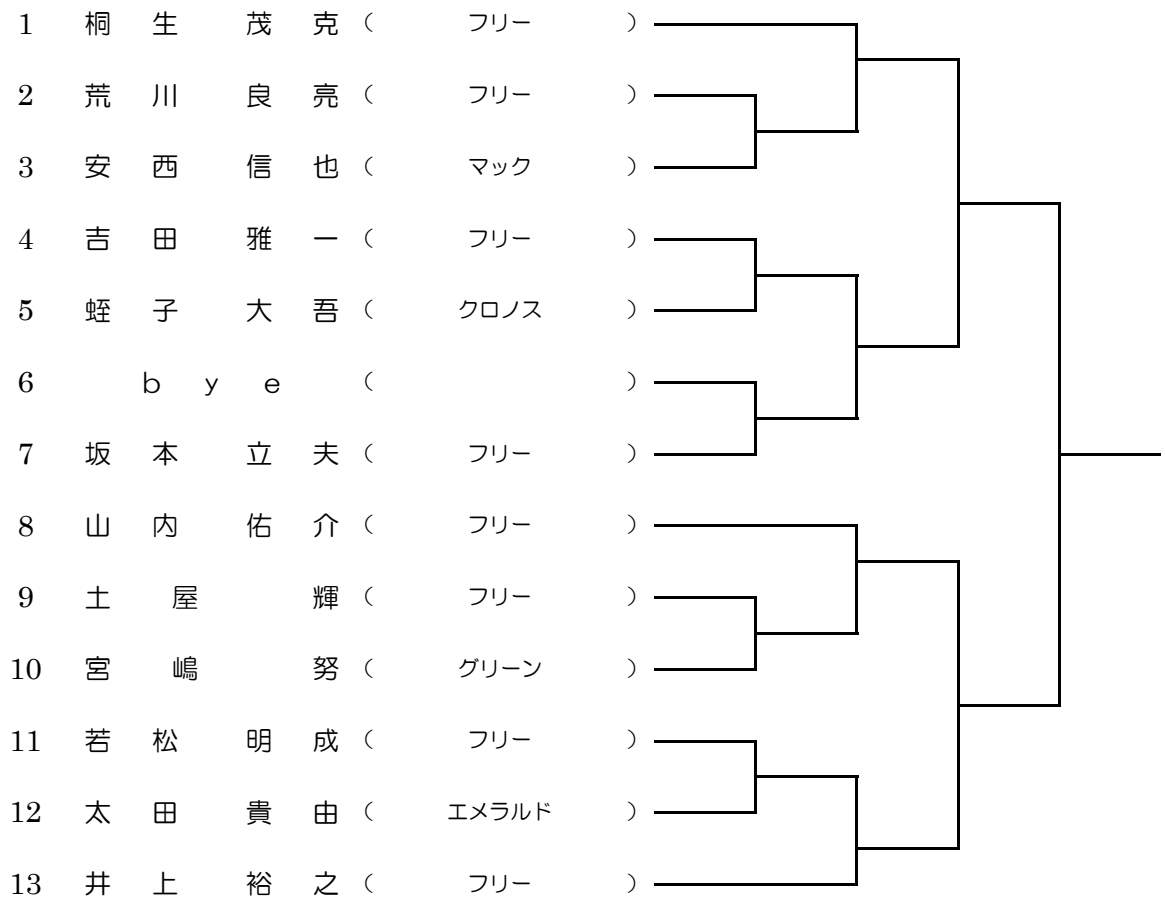 1 桐 生 茂 克 ( フリー )
2 荒 川 良 亮 ( フリー )
3 安 西 信 也 ( マック )
4 吉 田 雅 一 ( フリー )
5 蛭 子 大 吾 ( クロノス )
6 b y e ( )
7 坂 本 立 夫 ( フリー )
8 山 内 佑 介 ( フリー )
9 土 屋 輝 ( フリー )
10 宮 嶋 努 ( グリーン )
11 若 松 明 成 ( フリー )
12 太 田 貴 由 ( エメラルド )
13 井 上 裕 之 ( フリー )